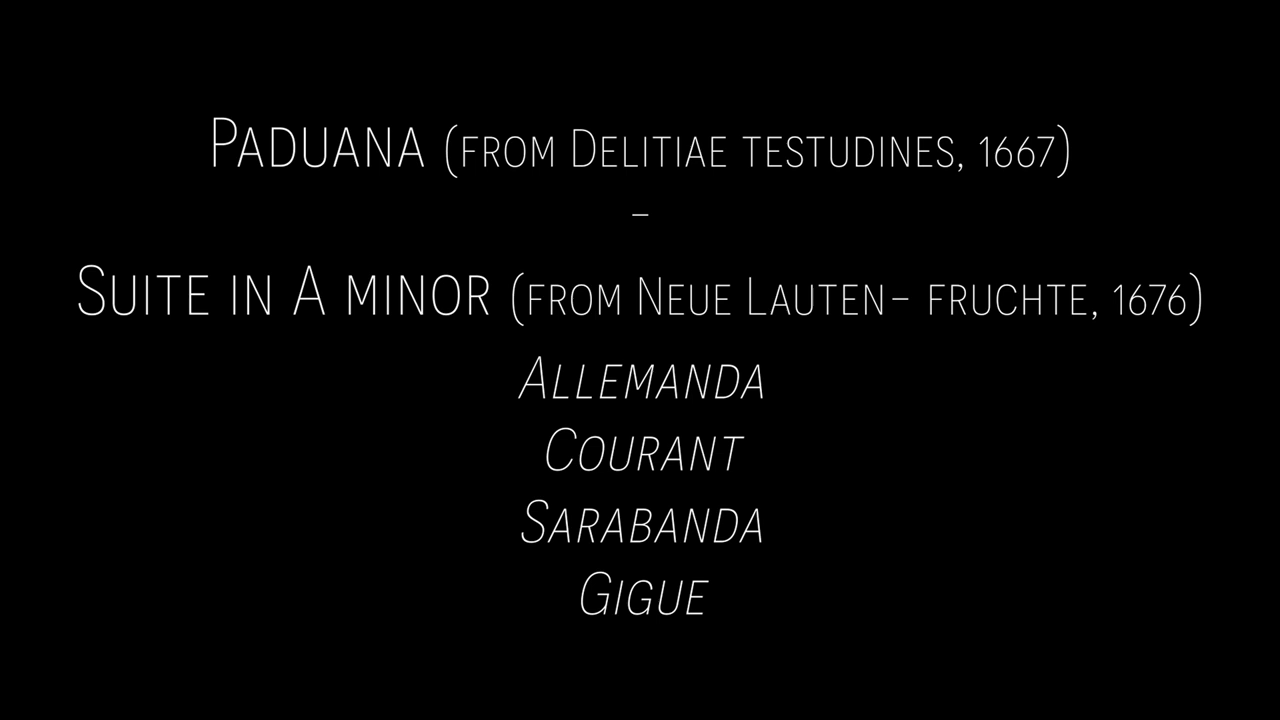 Paduana (from Delitiae testudines, 1667)
–
Suite in A minor (from Neue Lauten– fruchte, 1676)
Allemanda
Courant
Sarabanda
Gigue